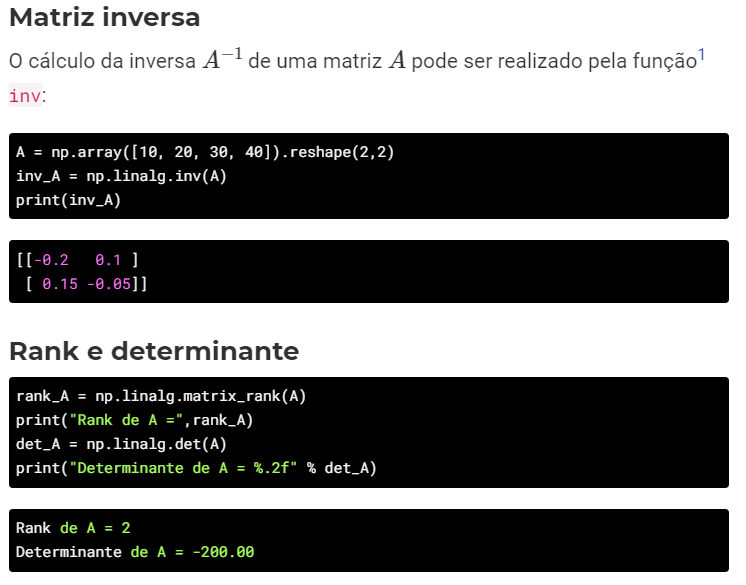 Matriz inversa
O cálculo da inversa A⁻¹ de uma matriz A pode ser realizado pela função¹
inv:
A = np.array([10, 20, 30, 40]).reshape(2,2)
inv_A = np.linalg.inv(A)
print(inv_A)
[[-0.2   0.1 ]
 [ 0.15 -0.05]]
Rank e determinante
rank_A = np.linalg.matrix_rank(A)
print("Rank de A =",rank_A)
det_A = np.linalg.det(A)
print("Determinante de A = %.2f" % det_A)
Rank de A = 2
Determinante de A = -200.00